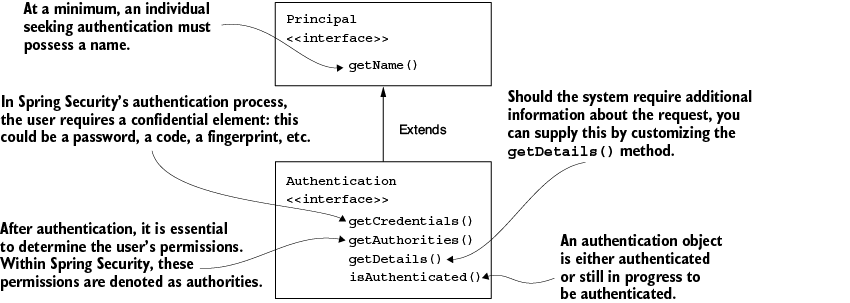 At a minimum, an individual
seeking authentication must
possess a name.
Principal
<<interface>>
getName()
In Spring Security's authentication process,
the user requires a confidential element: this
could be a password, a code, a fingerprint, etc.
Extends
Should the system require additional
information about the request, you
can supply this by customizing the
getDetails() method.
Authentication
<<interface>>
getCredentials()
getAuthorities()
getDetails()
isAuthenticated()
After authentication, it is essential
to determine the user's permissions.
Within Spring Security, these
permissions are denoted as authorities.
An authentication object
is either authenticated
or still in progress to
be authenticated.